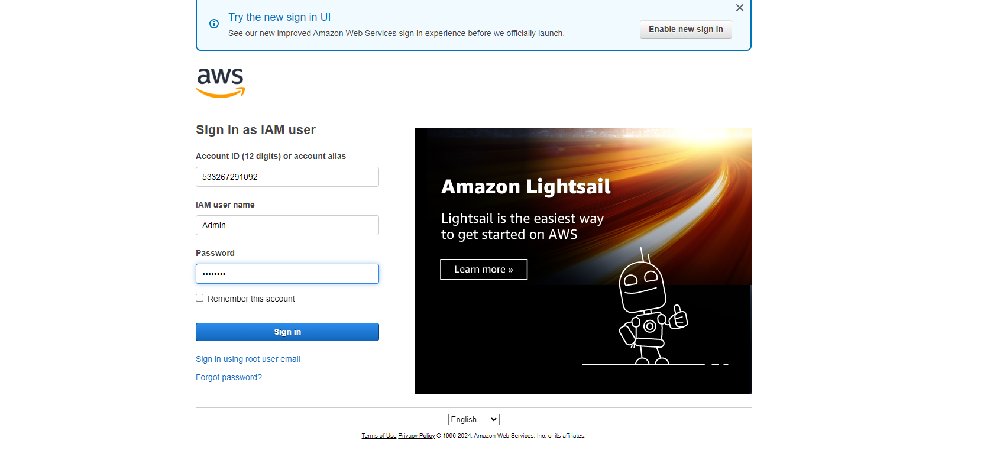 Try the new sign in UI
See our new improved Amazon Web Services sign in experience before we officially launch.
Enable new sign in
aws
Sign in as IAM user
Account ID (12 digits) or account alias
533267291092
IAM user name
Admin
Password
••••••••
Remember this account
Sign in
Sign in using root user email
Forgot password?
Amazon Lightsail
Lightsail is the easiest way
to get started on AWS
Learn more »
English
Terms of Use Privacy Policy © 1996-2024, Amazon Web Services, Inc. or its affiliates.